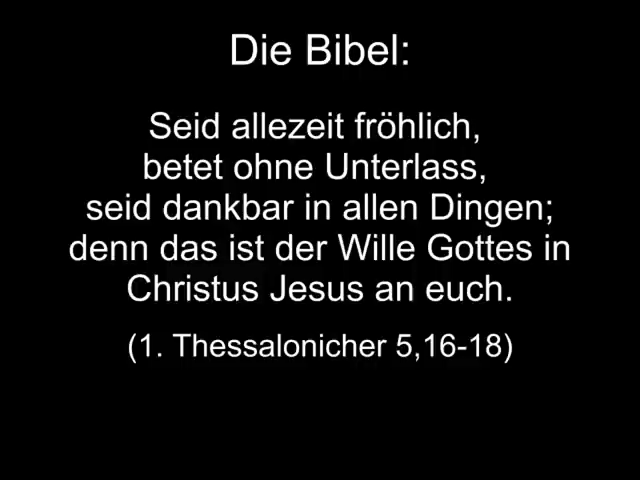 Die Bibel:
Seid allezeit fröhlich,
betet ohne Unterlass,
seid dankbar in allen Dingen;
denn das ist der Wille Gottes in
Christus Jesus an euch.
(1. Thessalonicher 5,16-18)